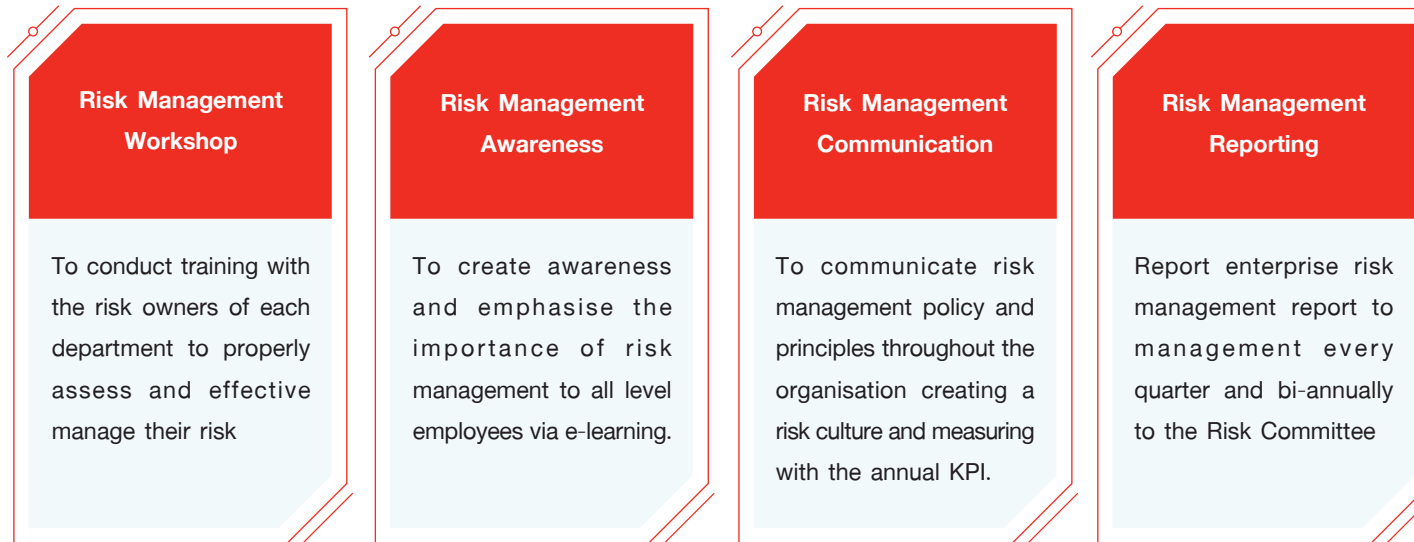 Risk Management
Workshop
To conduct training with
the risk owners of each
department to properly
assess and effective
manage their risk
Risk Management
Awareness
To create awareness
and emphasise the
importance of risk
management to all level
employees via e-learning.
Risk Management
Communication
To communicate risk
management policy and
principles throughout the
organisation creating a
risk culture and measuring
with the annual KPI.
Risk Management
Reporting
Report enterprise risk
management report to
management every
quarter and bi-annually
to the Risk Committee